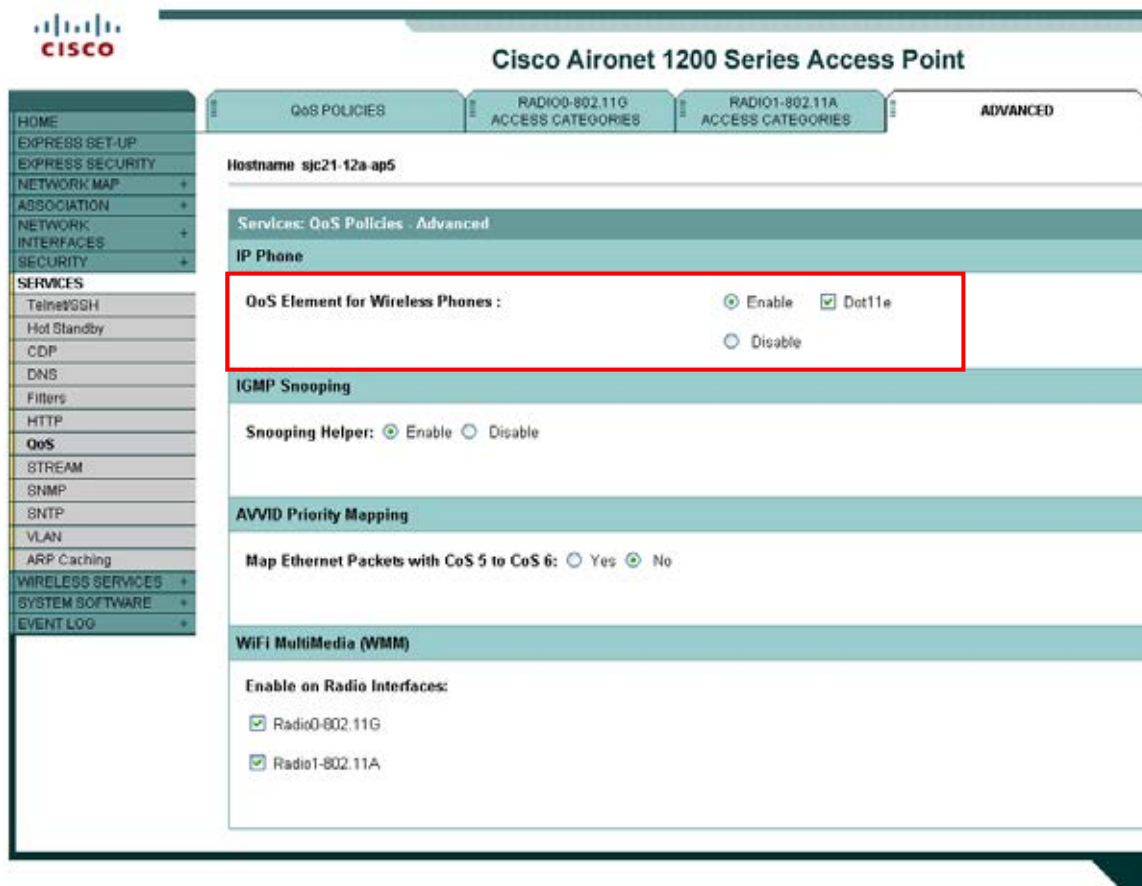 CISCO
Cisco Aironet 1200 Series Access Point
QoS POLICIES
RADIO0-802.11G
ACCESS CATEGORIES
RADIO1-802.11A
ACCESS CATEGORIES
ADVANCED
HOME
EXPRESS SET-UP
EXPRESS SECURITY
NETWORK MAP +
ASSOCIATION +
NETWORK
INTERFACES +
SECURITY +
SERVICES
Telnet/SSH
Hot Standby
CDP
DNS
Filters
HTTP
QoS
STREAM
SNMP
SNTP
VLAN
ARP Caching
WIRELESS SERVICES +
SYSTEM SOFTWARE +
EVENT LOG +
Hostname sjc21-12a-ap5
Services: QoS Policies - Advanced
IP Phone
QoS Element for Wireless Phones : Enable Dot11e
Disable
IGMP Snooping
Snooping Helper: Enable Disable
AVVID Priority Mapping
Map Ethernet Packets with CoS 5 to CoS 6: Yes No
WiFi MultiMedia (WMM)
Enable on Radio Interfaces:
Radio0-802.11G
Radio1-802.11A